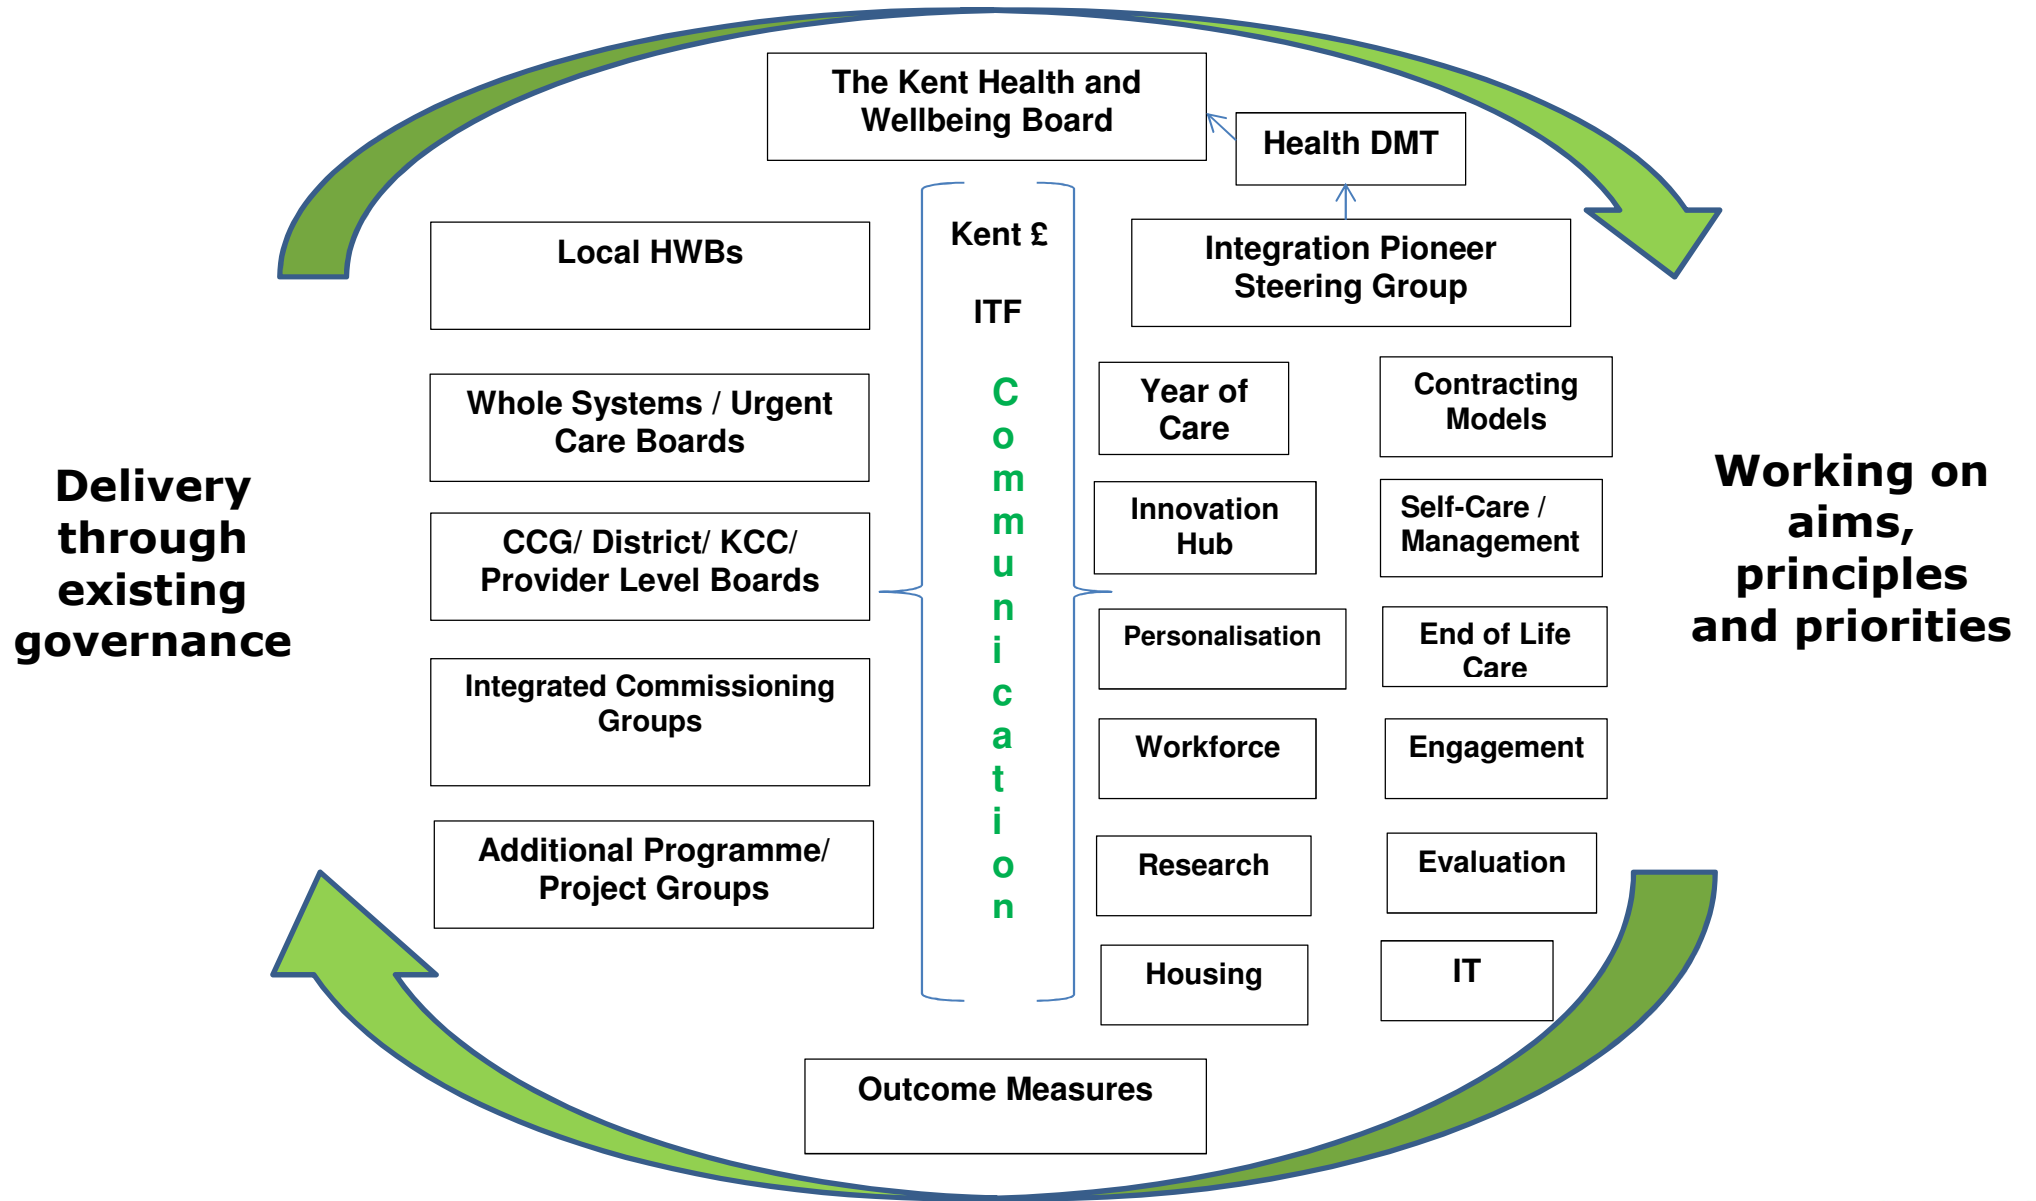 The Kent Health and
Wellbeing Board
Health DMT
Integration Pioneer
Steering Group
Delivery
through
existing
governance
Local HWBs
Whole Systems / Urgent
Care Boards
CCG/ District/ KCC/
Provider Level Boards
Integrated Commissioning
Groups
Additional Programme/
Project Groups
Kent £
ITF
C
o
m
m
u
n
i
c
a
t
i
o
n
Year of
Care
Contracting
Models
Innovation
Hub
Self-Care /
Management
Personalisation
End of Life
Care
Workforce
Engagement
Research
Evaluation
Housing
IT
Working on
aims,
principles
and priorities
Outcome Measures